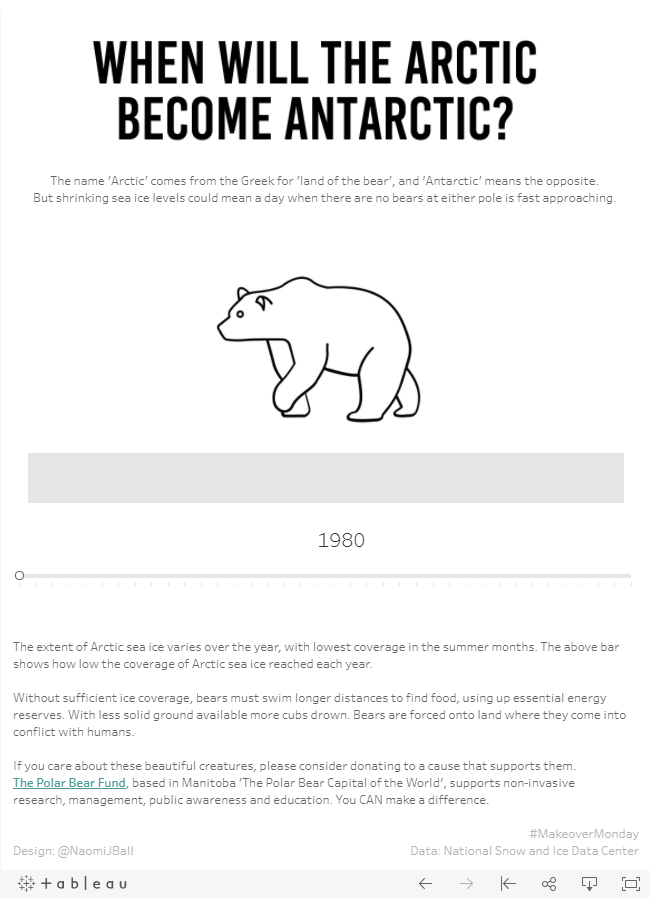 WHEN WILL THE ARCTIC
BECOME ANTARCTIC?
The name 'Arctic' comes from the Greek for 'land of the bear', and 'Antarctic' means the opposite.
But shrinking sea ice levels could mean a day when there are no bears at either pole is fast approaching.
1980
The extent of Arctic sea ice varies over the year, with lowest coverage in the summer months. The above bar
shows how low the coverage of Arctic sea ice reached each year.
Without sufficient ice coverage, bears must swim longer distances to find food, using up essential energy
reserves. With less solid ground available more cubs drown. Bears are forced onto land where they come into
conflict with humans.
If you care about these beautiful creatures, please consider donating to a cause that supports them.
The Polar Bear Fund, based in Manitoba 'The Polar Bear Capital of the World', supports non-invasive
research, management, public awareness and education. You CAN make a difference.
#MakeoverMonday
Design: @NaomiJBall
Data: National Snow and Ice Data Center
+ableau